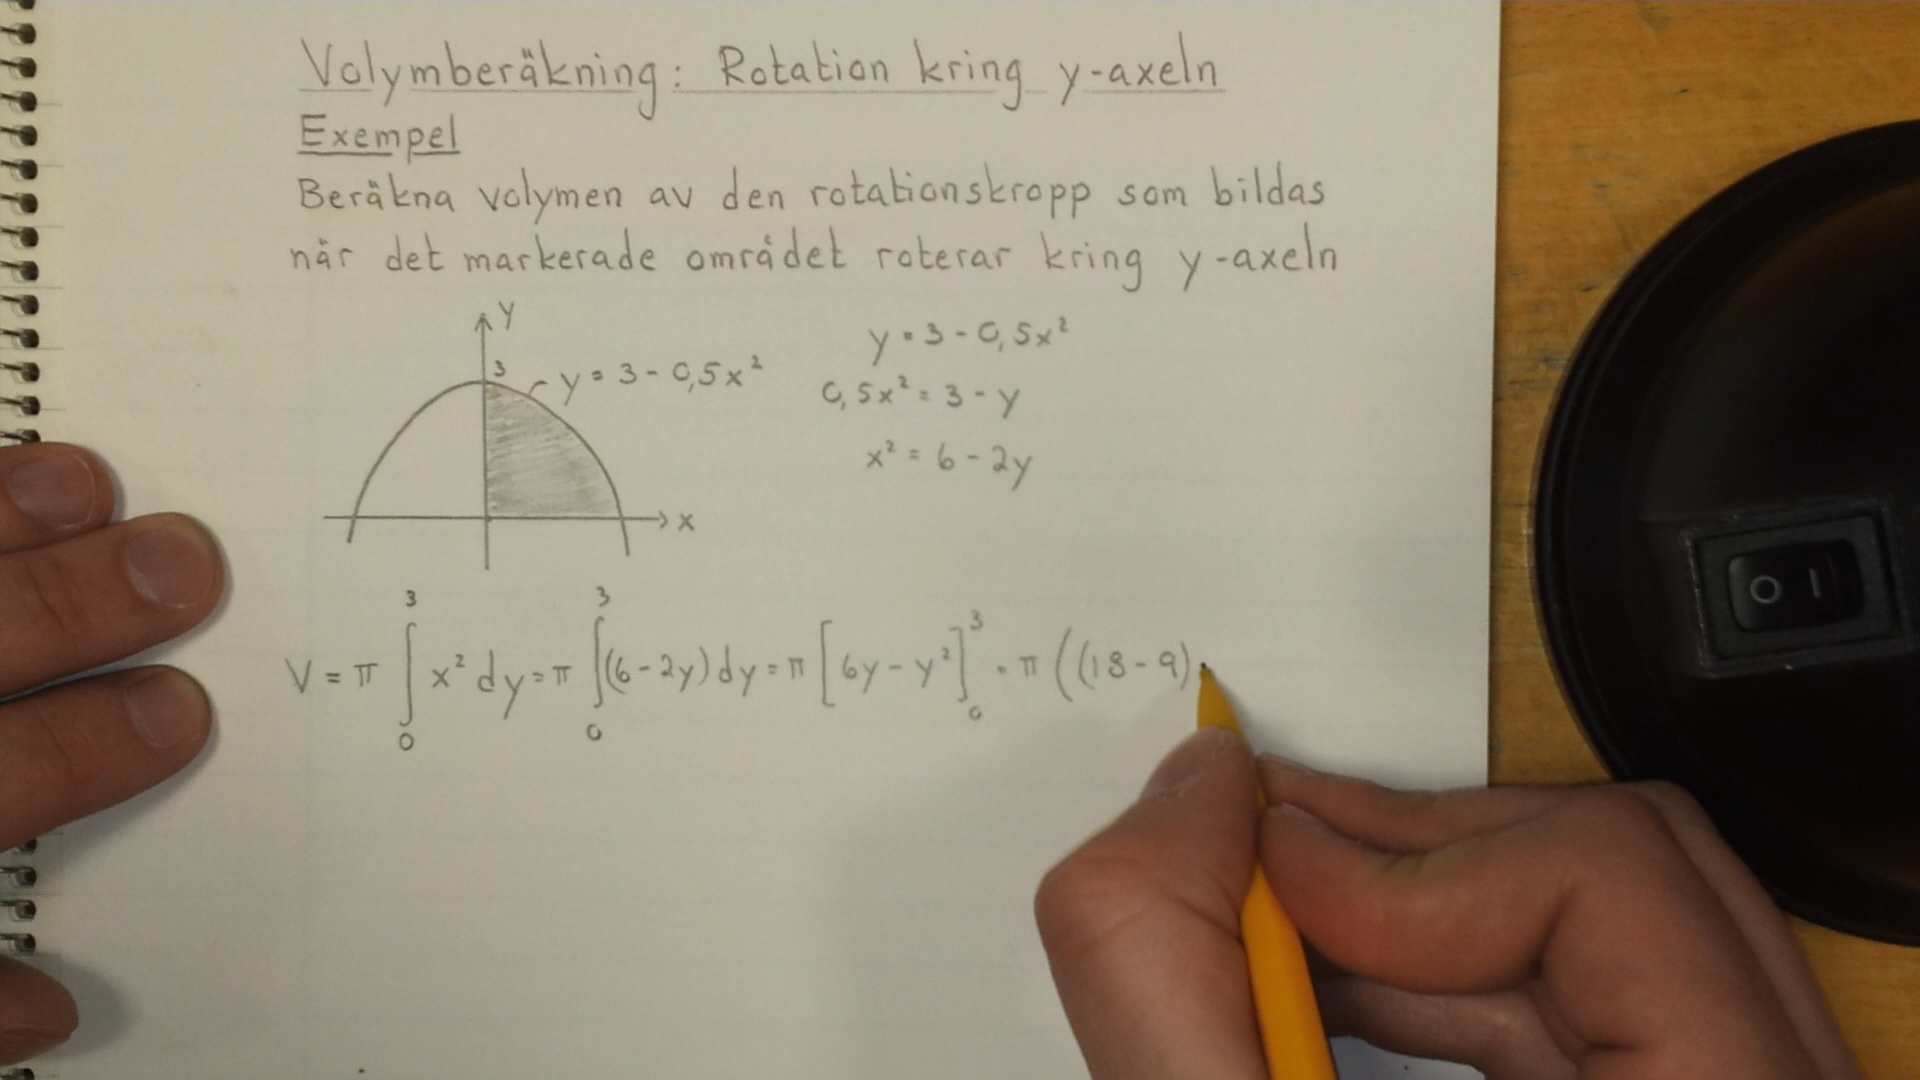 Volymberäkning: Rotation kring y-axeln
Exempel
Beräkna volymen av den rotationskropp som bildas
när det markerade området roterar kring y-axeln
y
3
y = 3 - 0,5x²
x
y = 3 - 0,5x²
0,5x² = 3 - y
x² = 6 - 2y
V = π ∫₀³ x² dy = π ∫₀³ (6 - 2y) dy = π [6y - y²]₀³ = π ((18 - 9)
O I